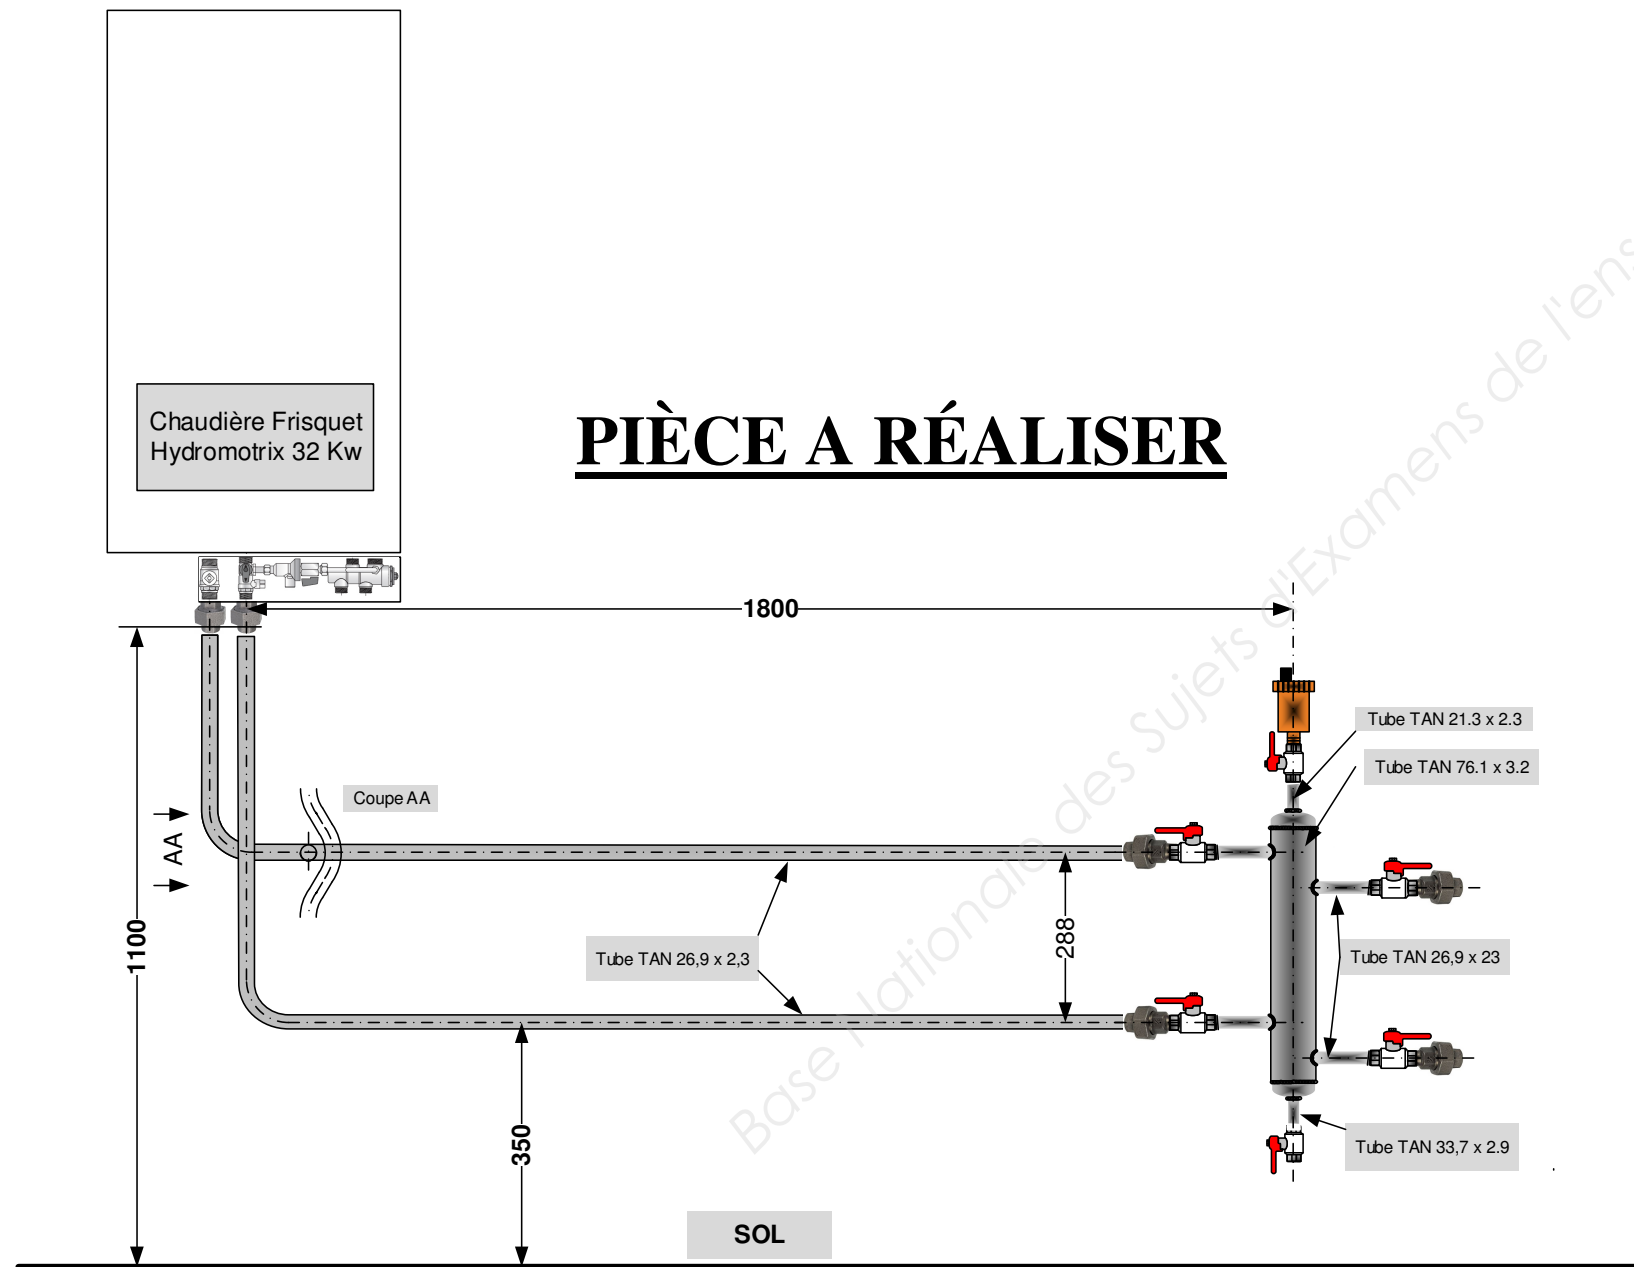 Chaudière Frisquet
Hydromotrix 32 Kw
PIÈCE A RÉALISER
1800
Tube TAN 21.3 x 2.3
Tube TAN 76.1 x 3.2
Coupe AA
AA
1100
288
Tube TAN 26,9 x 2,3
Tube TAN 26,9 x 23
350
Tube TAN 33,7 x 2.9
SOL
Base Nationale des Sujets d'Examens de l'ens